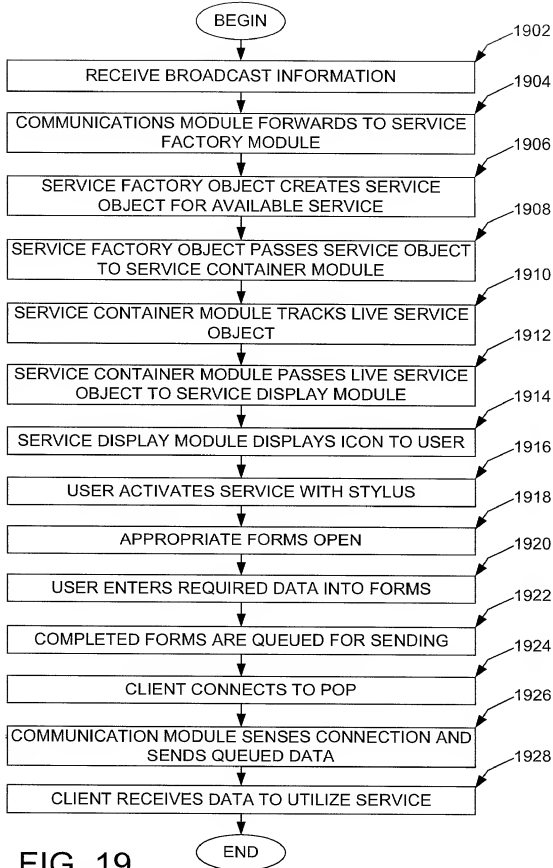 BEGIN
1902
RECEIVE BROADCAST INFORMATION
1904
COMMUNICATIONS MODULE FORWARDS TO SERVICE
FACTORY MODULE
1906
SERVICE FACTORY OBJECT CREATES SERVICE
OBJECT FOR AVAILABLE SERVICE
1908
SERVICE FACTORY OBJECT PASSES SERVICE OBJECT
TO SERVICE CONTAINER MODULE
1910
SERVICE CONTAINER MODULE TRACKS LIVE SERVICE
OBJECT
1912
SERVICE CONTAINER MODULE PASSES LIVE SERVICE
OBJECT TO SERVICE DISPLAY MODULE
1914
SERVICE DISPLAY MODULE DISPLAYS ICON TO USER
1916
USER ACTIVATES SERVICE WITH STYLUS
1918
APPROPRIATE FORMS OPEN
1920
USER ENTERS REQUIRED DATA INTO FORMS
1922
COMPLETED FORMS ARE QUEUED FOR SENDING
1924
CLIENT CONNECTS TO POP
1926
COMMUNICATION MODULE SENSES CONNECTION AND
SENDS QUEUED DATA
1928
CLIENT RECEIVES DATA TO UTILIZE SERVICE
END
FIG. 19